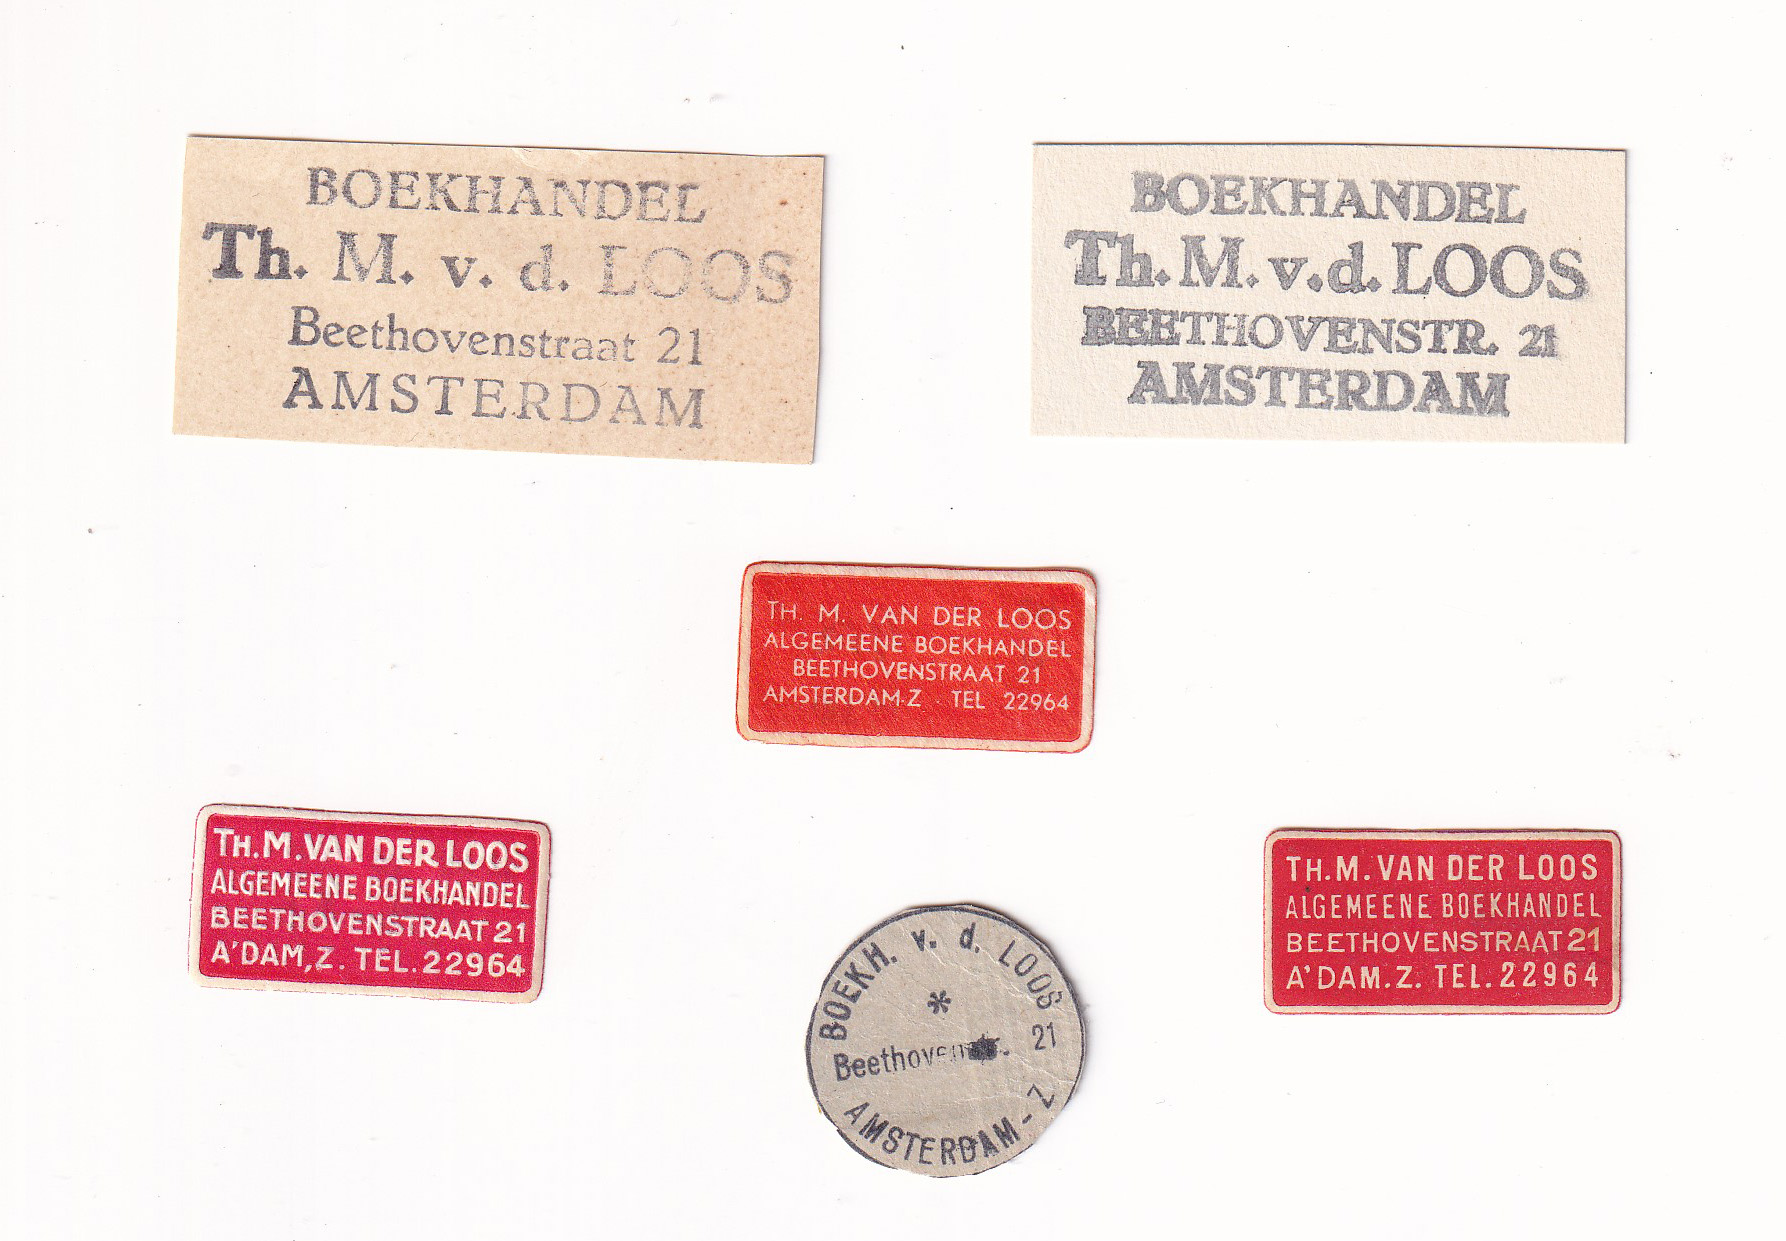 BOEKHANDEL
Th. M. v. d. LOOS
Beethovenstraat 21
AMSTERDAM
BOEKHANDEL
Th. M. v. d. LOOS
BEETHOVENSTR. 21
AMSTERDAM
TH. M. VAN DER LOOS
ALGEMEENE BOEKHANDEL
BEETHOVENSTRAAT 21
AMSTERDAM-Z - TEL 22964
TH. M. VAN DER LOOS
ALGEMEENE BOEKHANDEL
BEETHOVENSTRAAT 21
A'DAM, Z. TEL. 22964
BOEKH. v. d. LOOS
*
Beethovenstr. 21
AMSTERDAM-Z
TH. M. VAN DER LOOS
ALGEMEENE BOEKHANDEL
BEETHOVENSTRAAT 21
A'DAM. Z. TEL. 22964